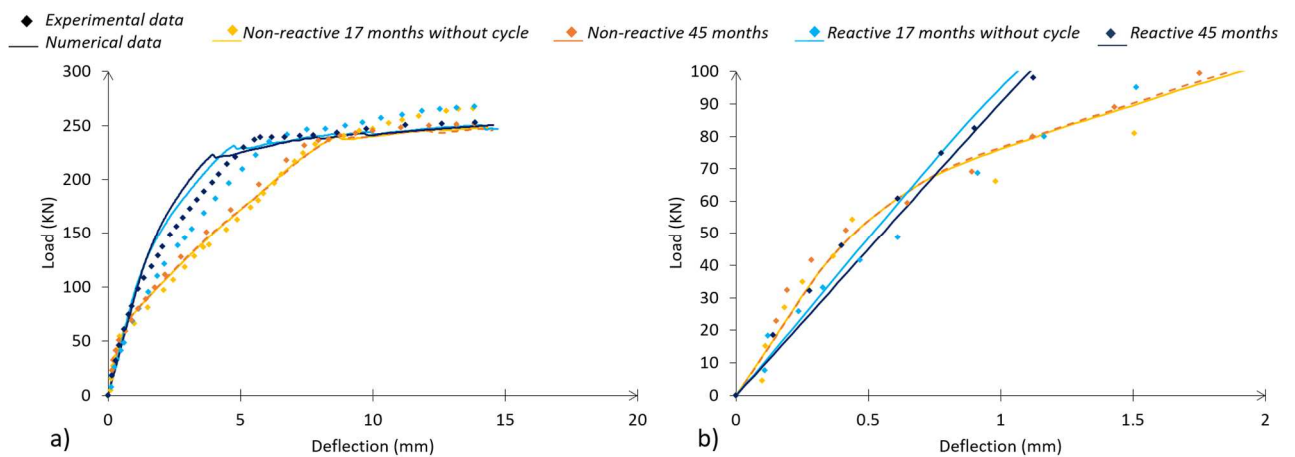 Experimental data
Numerical data
Non-reactive 17 months without cycle
Non-reactive 45 months
Reactive 17 months without cycle
Reactive 45 months
300
250
200
150
100
50
0
Load (KN)
0 5 10 15 20
Deflection (mm)
a)
100
90
80
70
60
50
40
30
20
10
0
Load (KN)
0 0.5 1 1.5 2
Deflection (mm)
b)